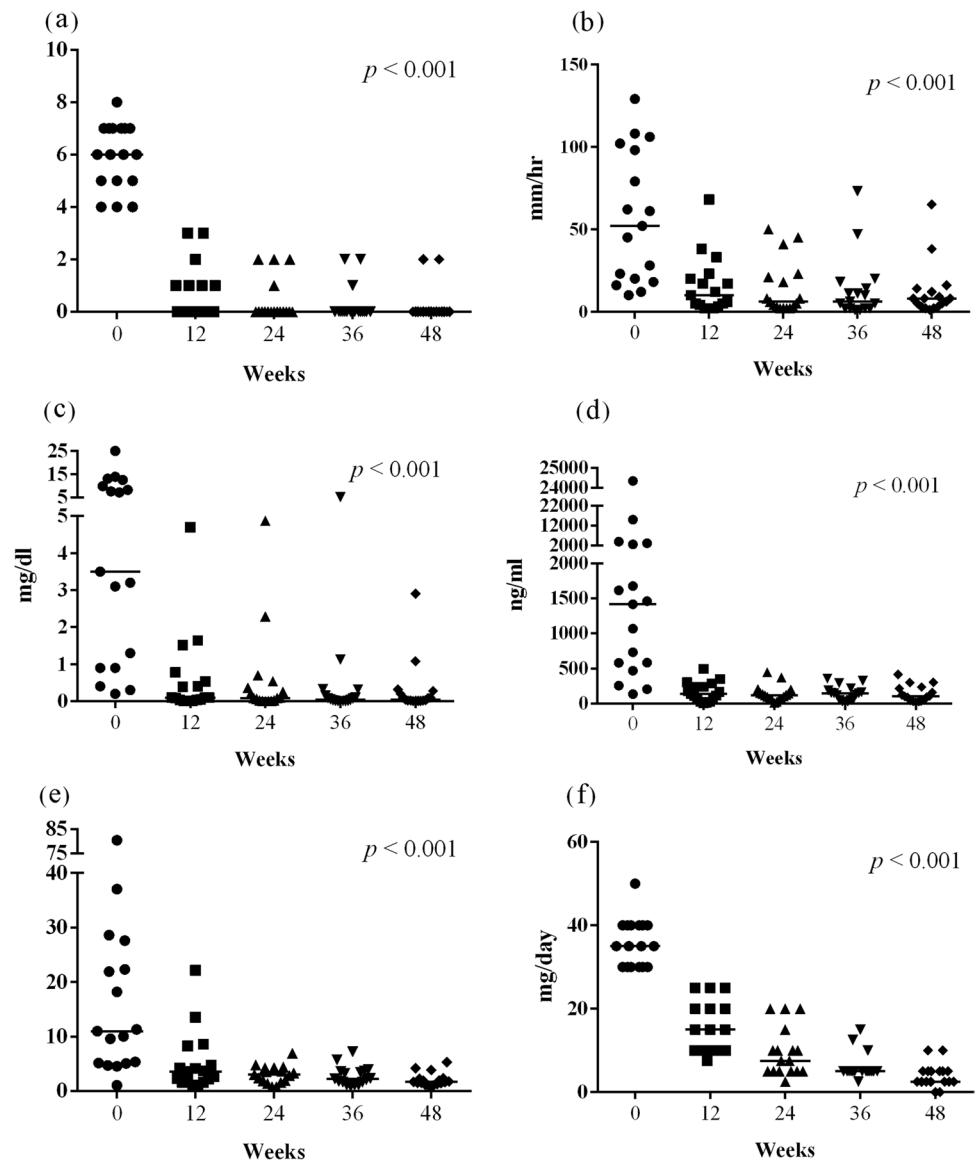 (a)
p < 0.001
10
8
6
4
2
0
0 12 24 36 48
Weeks
(b)
p < 0.001
mm/hr
150
100
50
0
0 12 24 36 48
Weeks
(c)
p < 0.001
mg/dl
25
15
5
5
4
3
2
1
0
0 12 24 36 48
Weeks
(d)
p < 0.001
ng/ml
25000
24000
22000
12000
2000
2000
1500
1000
500
0
0 12 24 36 48
Weeks
(e)
p < 0.001
85
75
40
30
20
10
0
0 12 24 36 48
Weeks
(f)
p < 0.001
mg/day
60
40
20
0
0 12 24 36 48
Weeks